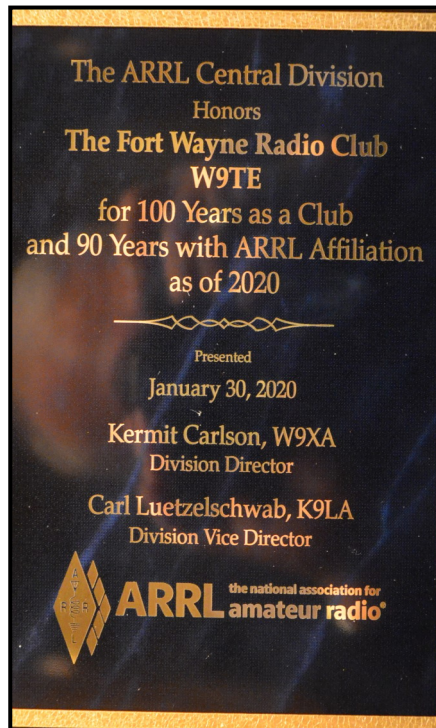 The ARRL Central Division
Honors
The Fort Wayne Radio Club
W9TE
for 100 Years as a Club
and 90 Years with ARRL Affiliation
as of 2020
Presented
January 30, 2020
Kermit Carlson, W9XA
Division Director
Carl Luetzelschwab, K9LA
Division Vice Director
A
R R
L
ARRL the national association for
amateur radio®